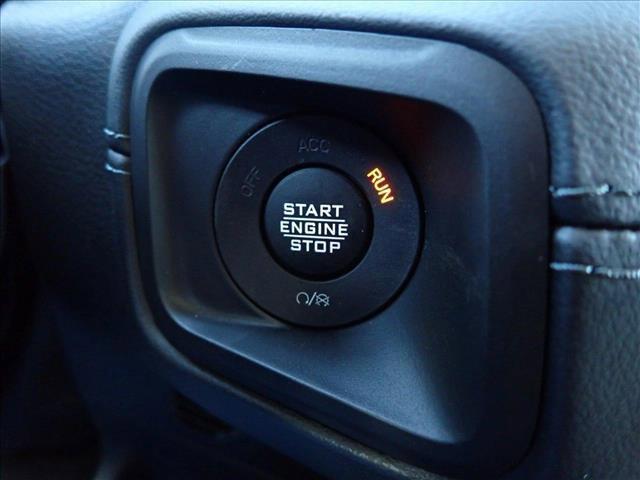 OFF
ACC
RUN
START
ENGINE
STOP